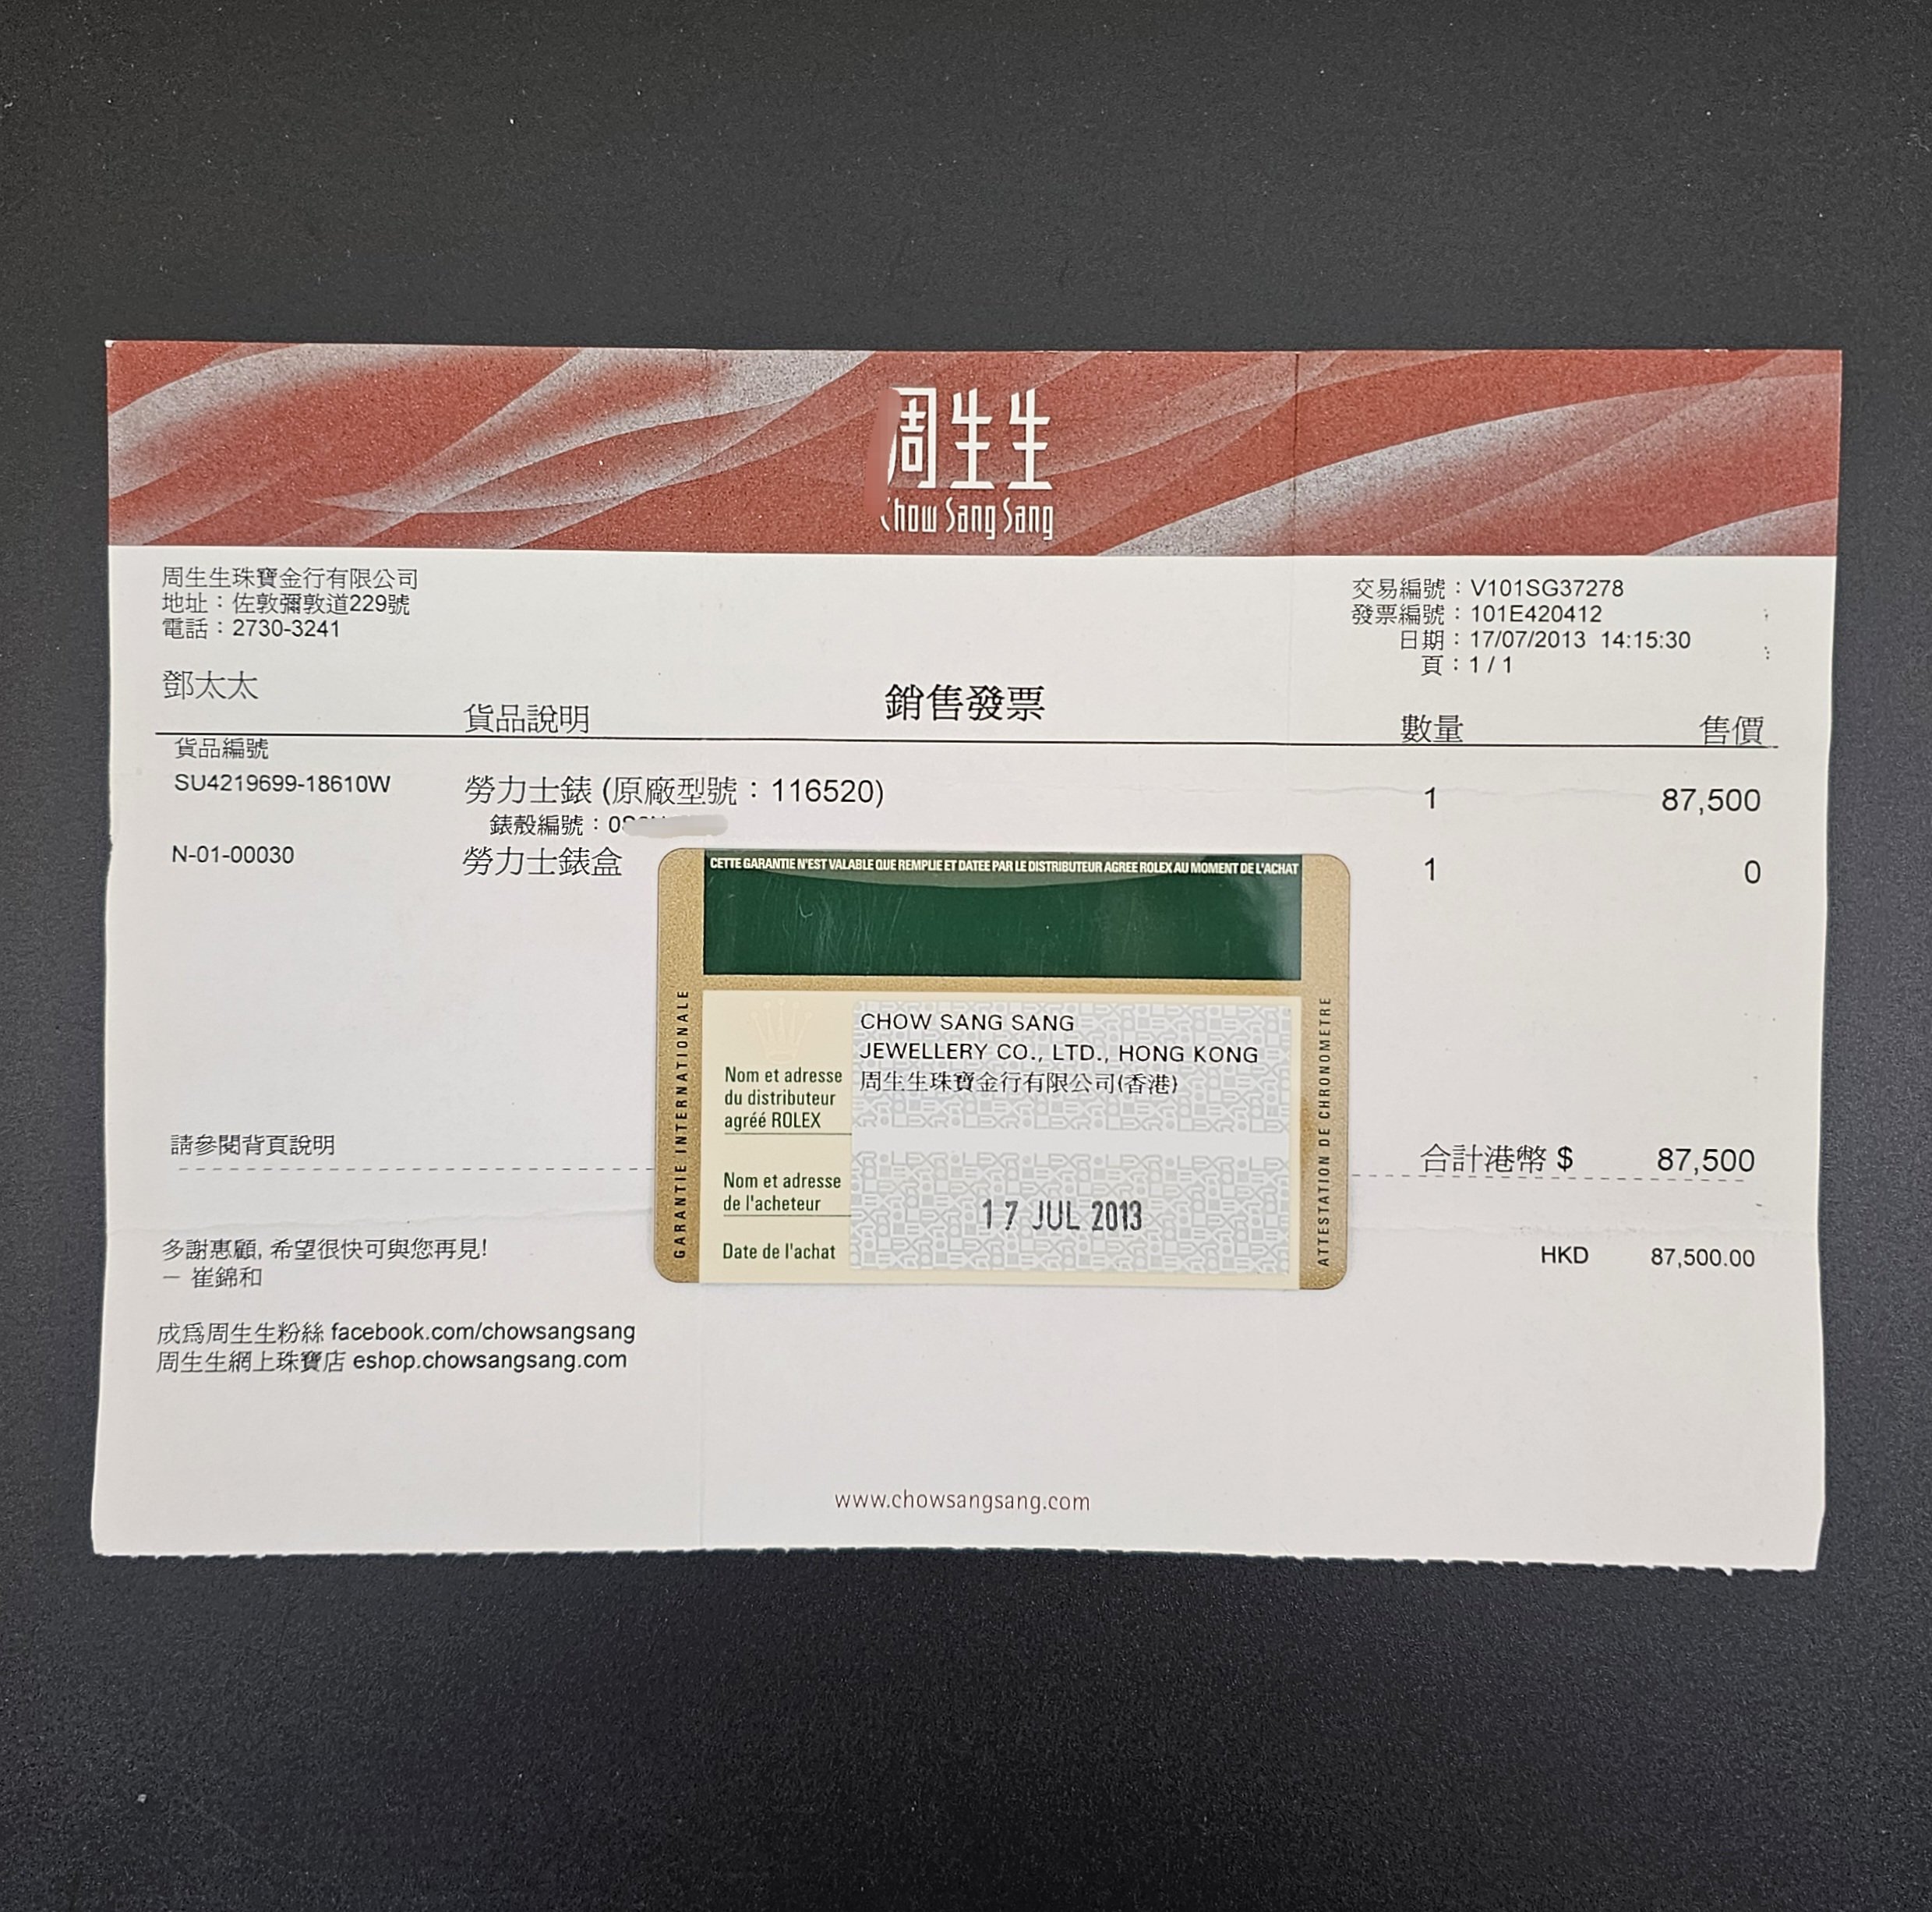 周生生
Chow Sang Sang
周生生珠寶金行有限公司
地址：佐敦彌敦道229號
電話：2730-3241
交易編號：V101SG37278
發票編號：101E420412
日期：17/07/2013 14:15:30
頁：1 / 1
鄧太太
銷售發票
貨品說明 數量 售價
貨品編號
SU4219699-18610W 勞力士錶 (原廠型號：116520) 1 87,500
錶殼編號：0
N-01-00030 勞力士錶盒 1 0
CETTE GARANTIE N'EST VALABLE QUE REMPLIE ET DATEE PAR LE DISTRIBUTEUR AGREE ROLEX AU MOMENT DE L'ACHAT
GARANTIE INTERNATIONALE
CHOW SANG SANG
JEWELLERY CO., LTD., HONG KONG
周生生珠寶金行有限公司(香港)
Nom et adresse
du distributeur
agréé ROLEX
Nom et adresse
de l'acheteur
17 JUL 2013
Date de l'achat
ATTESTATION DE CHRONOMETRE
請參閱背頁說明
合計港幣 $ 87,500
多謝惠顧, 希望很快可與您再見!
— 崔錦和
HKD 87,500.00
成為周生生粉絲 facebook.com/chowsangsang
周生生網上珠寶店 eshop.chowsangsang.com
www.chowsangsang.com